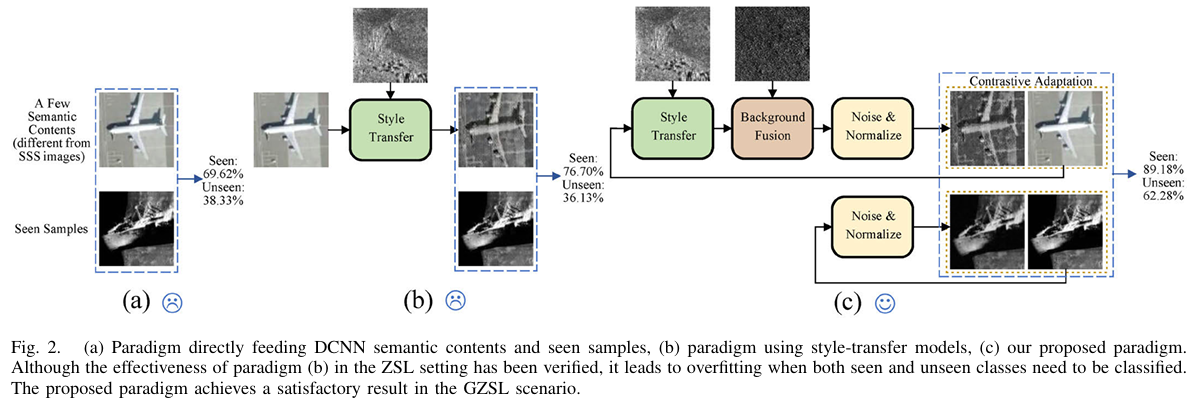 A Few
Semantic
Contents
(different from
SSS images)
Seen Samples
Seen:
69.62%
Unseen:
38.33%
(a)
Style
Transfer
Seen:
76.70%
Unseen:
36.13%
(b)
Style
Transfer
Background
Fusion
Noise &
Normalize
Contrastive Adaptation
Noise &
Normalize
Seen:
89.18%
Unseen:
62.28%
(c)
Fig. 2. (a) Paradigm directly feeding DCNN semantic contents and seen samples, (b) paradigm using style-transfer models, (c) our proposed paradigm.
Although the effectiveness of paradigm (b) in the ZSL setting has been verified, it leads to overfitting when both seen and unseen classes need to be classified.
The proposed paradigm achieves a satisfactory result in the GZSL scenario.